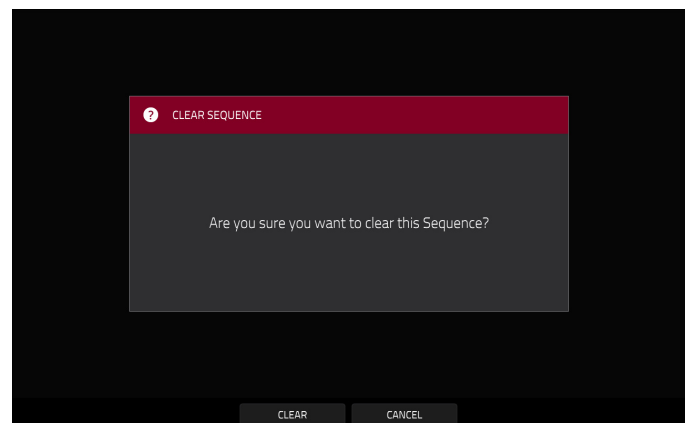 ? CLEAR SEQUENCE
Are you sure you want to clear this Sequence?
CLEAR CANCEL